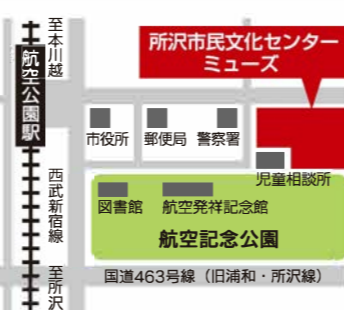 至本川越
航空公園駅
西武新宿線
至所沢
所沢市民文化センター
ミューズ
市役所
郵便局
警察署
児童相談所
図書館
航空発祥記念館
航空記念公園
国道463号線（旧浦和・所沢線）